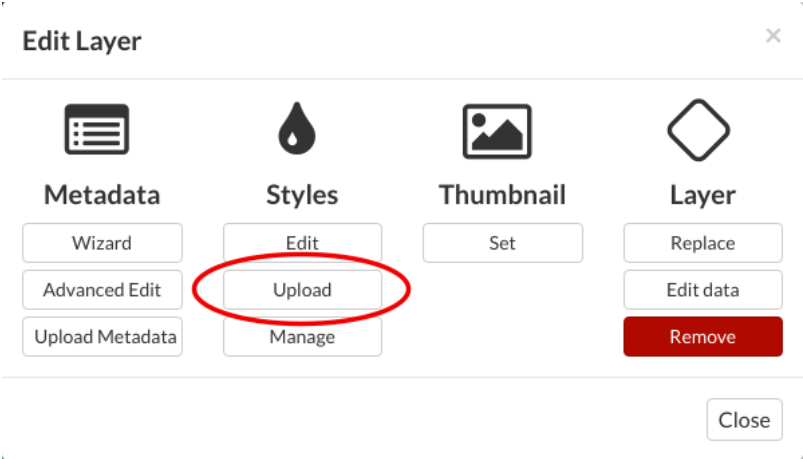 Edit Layer ×
Metadata Styles Thumbnail Layer
Wizard Edit Set Replace
Advanced Edit Upload Edit data
Upload Metadata Manage Remove
Close